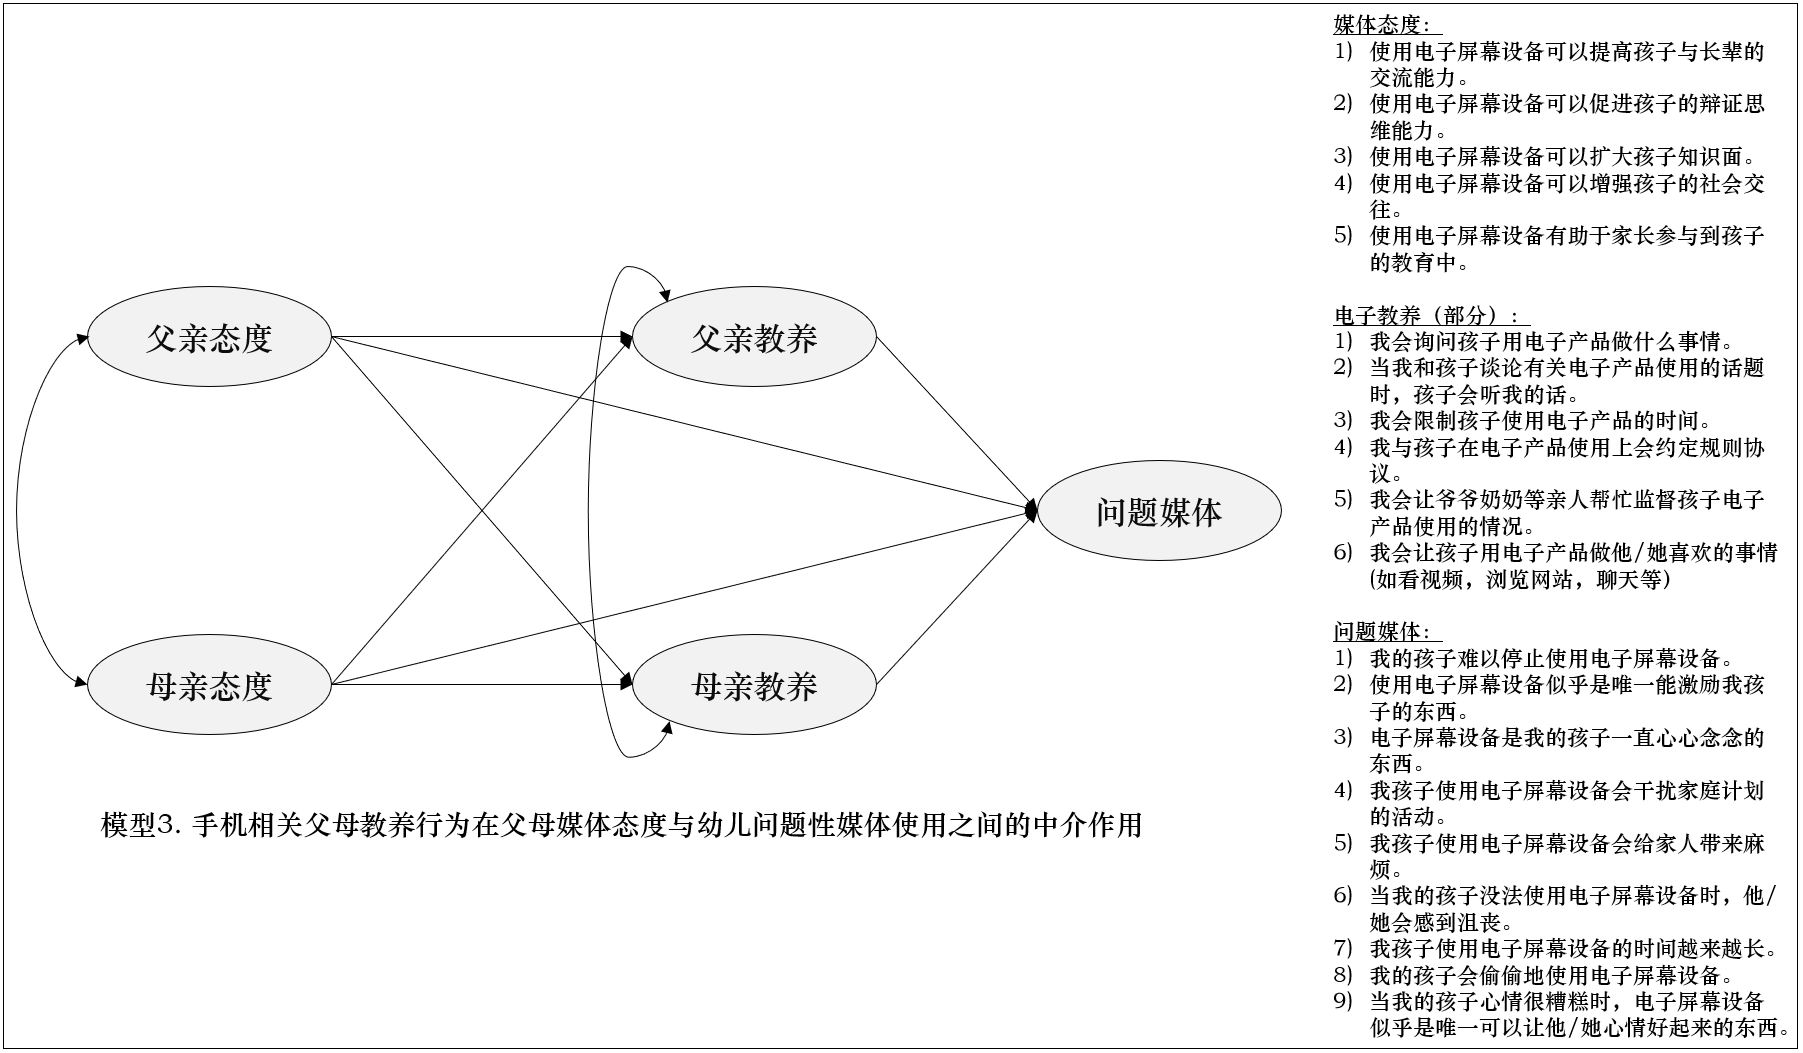 父亲态度
父亲教养
问题媒体
母亲态度
母亲教养
模型3. 手机相关父母教养行为在父母媒体态度与幼儿问题性媒体使用之间的中介作用
媒体态度：
1) 使用电子屏幕设备可以提高孩子与长辈的
交流能力。
2) 使用电子屏幕设备可以促进孩子的辩证思
维能力。
3) 使用电子屏幕设备可以扩大孩子知识面。
4) 使用电子屏幕设备可以增强孩子的社会交
往。
5) 使用电子屏幕设备有助于家长参与到孩子
的教育中。
电子教养（部分）：
1) 我会询问孩子用电子产品做什么事情。
2) 当我和孩子谈论有关电子产品使用的话题
时，孩子会听我的话。
3) 我会限制孩子使用电子产品的时间。
4) 我与孩子在电子产品使用上会约定规则协
议。
5) 我会让爷爷奶奶等亲人帮忙监督孩子电子
产品使用的情况。
6) 我会让孩子用电子产品做他/她喜欢的事情
(如看视频，浏览网站，聊天等)
问题媒体：
1) 我的孩子难以停止使用电子屏幕设备。
2) 使用电子屏幕设备似乎是唯一能激励我孩
子的东西。
3) 电子屏幕设备是我的孩子一直心心念念的
东西。
4) 我孩子使用电子屏幕设备会干扰家庭计划
的活动。
5) 我孩子使用电子屏幕设备会给家人带来麻
烦。
6) 当我的孩子没法使用电子屏幕设备时，他/
她会感到沮丧。
7) 我孩子使用电子屏幕设备的时间越来越长。
8) 我的孩子会偷偷地使用电子屏幕设备。
9) 当我的孩子心情很糟糕时，电子屏幕设备
似乎是唯一可以让他/她心情好起来的东西。